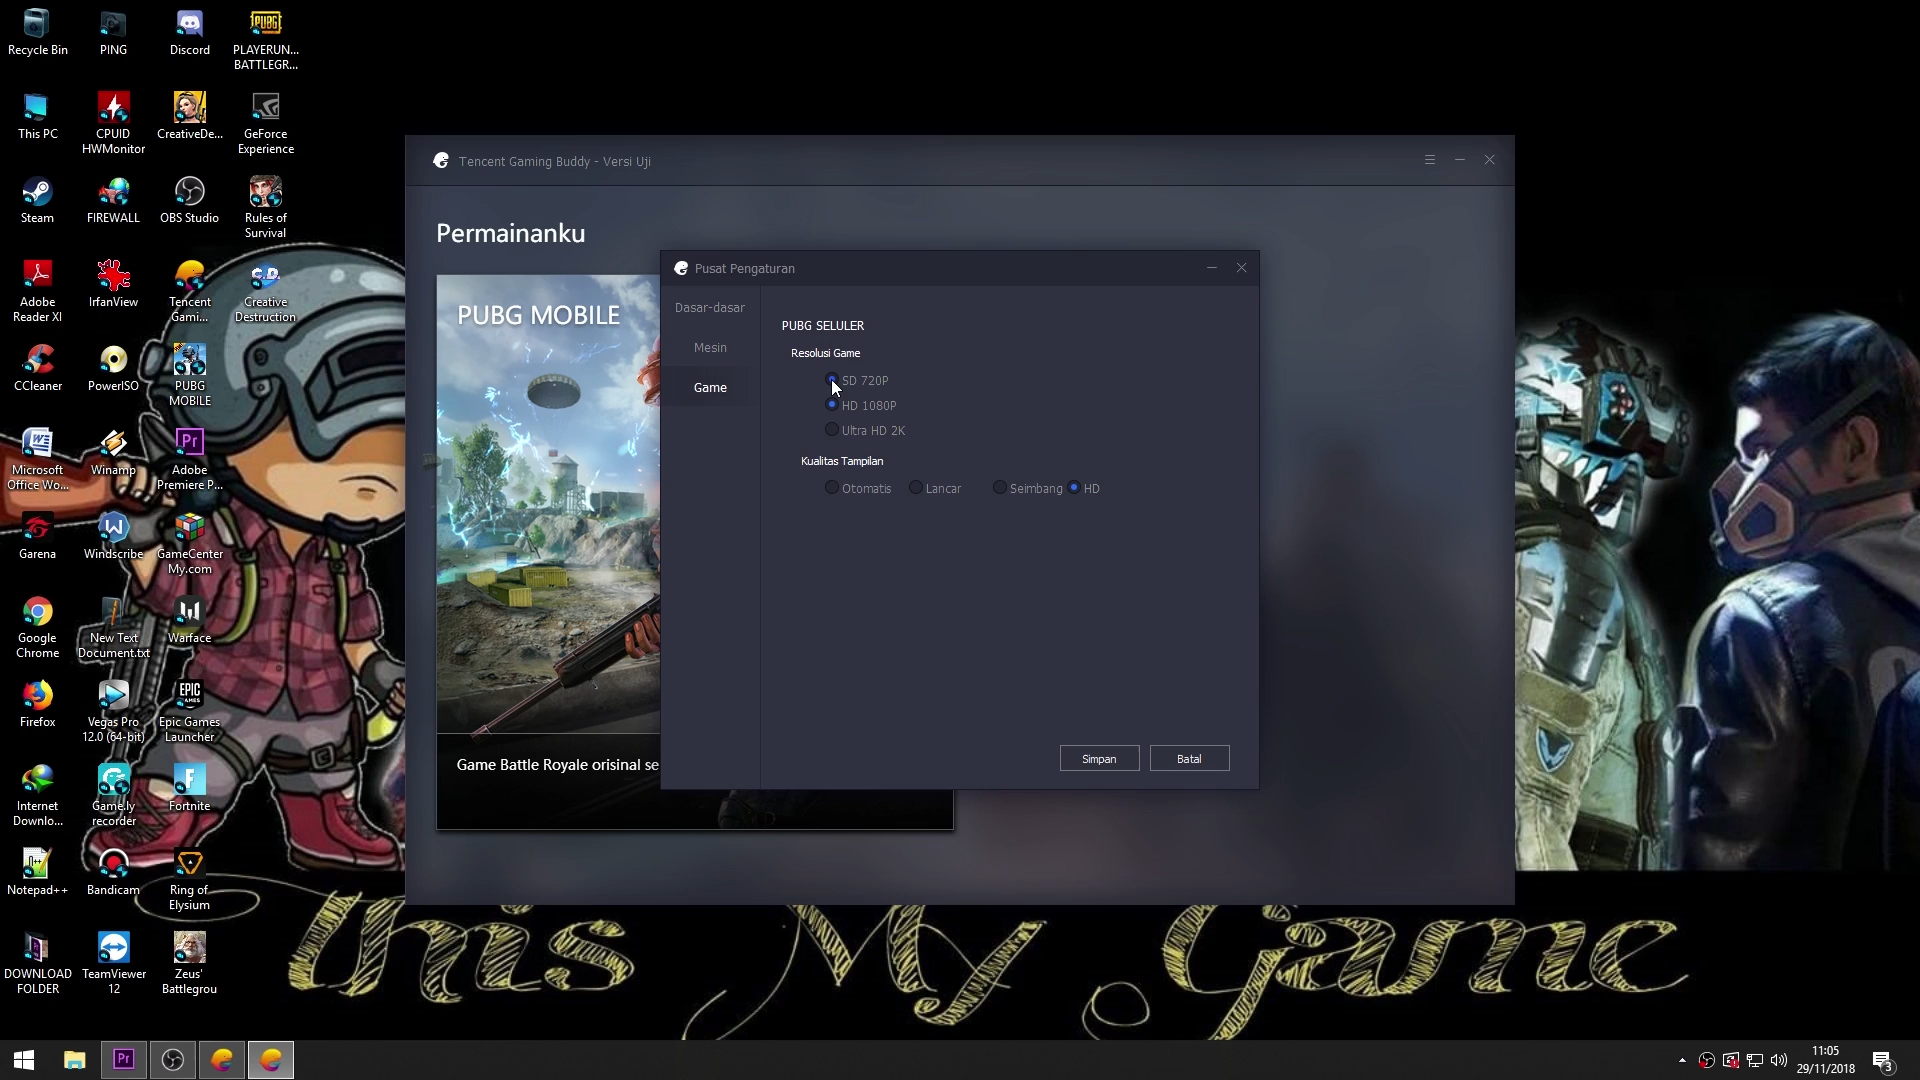 Recycle Bin
PING
Discord
PLAYERUN...
BATTLEGR...
This PC
CPUID
HWMonitor
CreativeDe...
GeForce
Experience
Steam
FIREWALL
OBS Studio
Rules of
Survival
Adobe
Reader XI
IrfanView
Tencent
Gami...
Creative
Destruction
CCleaner
PowerISO
PUBG
MOBILE
Microsoft
Office Wo...
Winamp
Adobe
Premiere P...
Garena
Windscribe
GameCenter
My.com
Google
Chrome
New Text
Document.txt
Warface
Firefox
Vegas Pro
12.0 (64-bit)
Epic Games
Launcher
Internet
Downlo...
Game.ly
recorder
Fortnite
Notepad++
Bandicam
Ring of
Elysium
DOWNLOAD
FOLDER
TeamViewer
12
Zeus'
Battlegrou
Tencent Gaming Buddy - Versi Uji
Permainanku
PUBG MOBILE
Game Battle Royale orisinal se
Pusat Pengaturan
Dasar-dasar
Mesin
Game
PUBG SELULER
Resolusi Game
SD 720P
HD 1080P
Ultra HD 2K
Kualitas Tampilan
Otomatis Lancar Seimbang HD
Simpan Batal
This My Game
11:05
29/11/2018
3